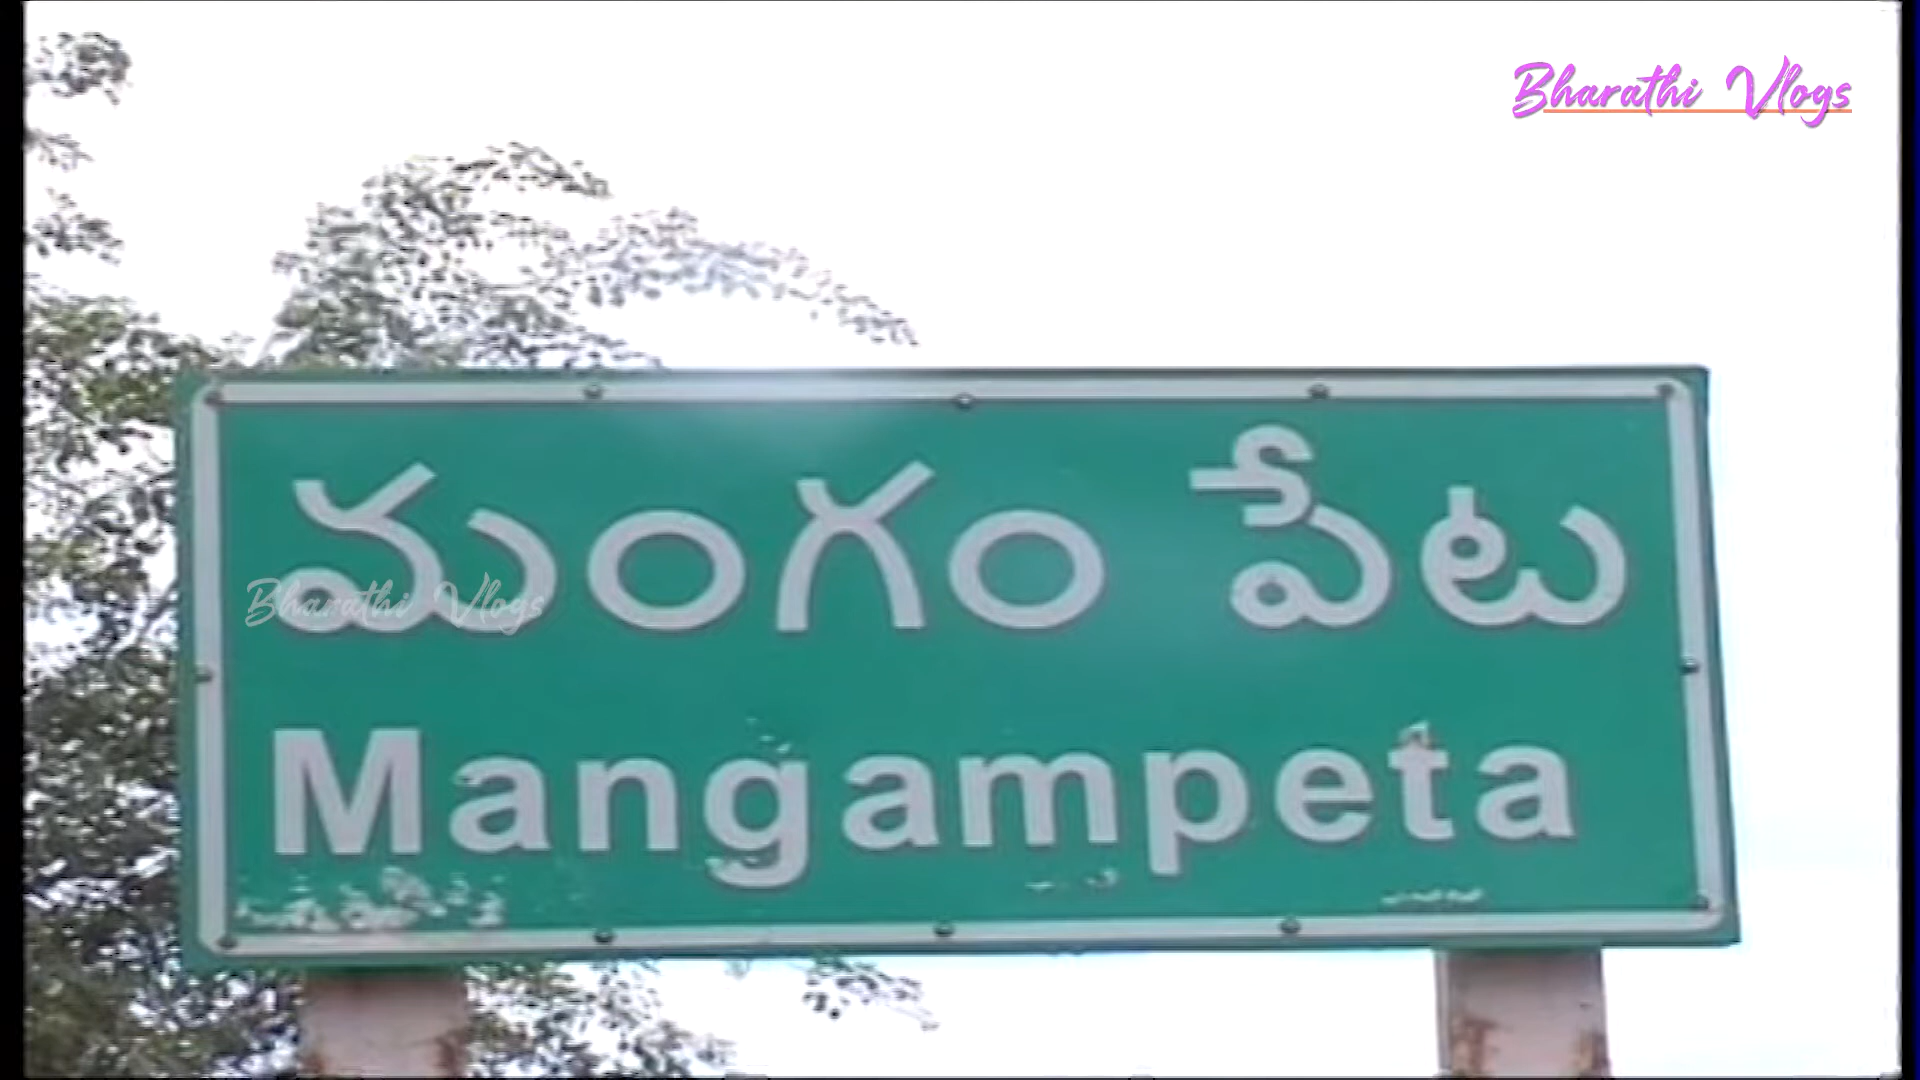 Bharathi Vlogs
మంగం పేట
Bharathi Vlogs
Mangampeta